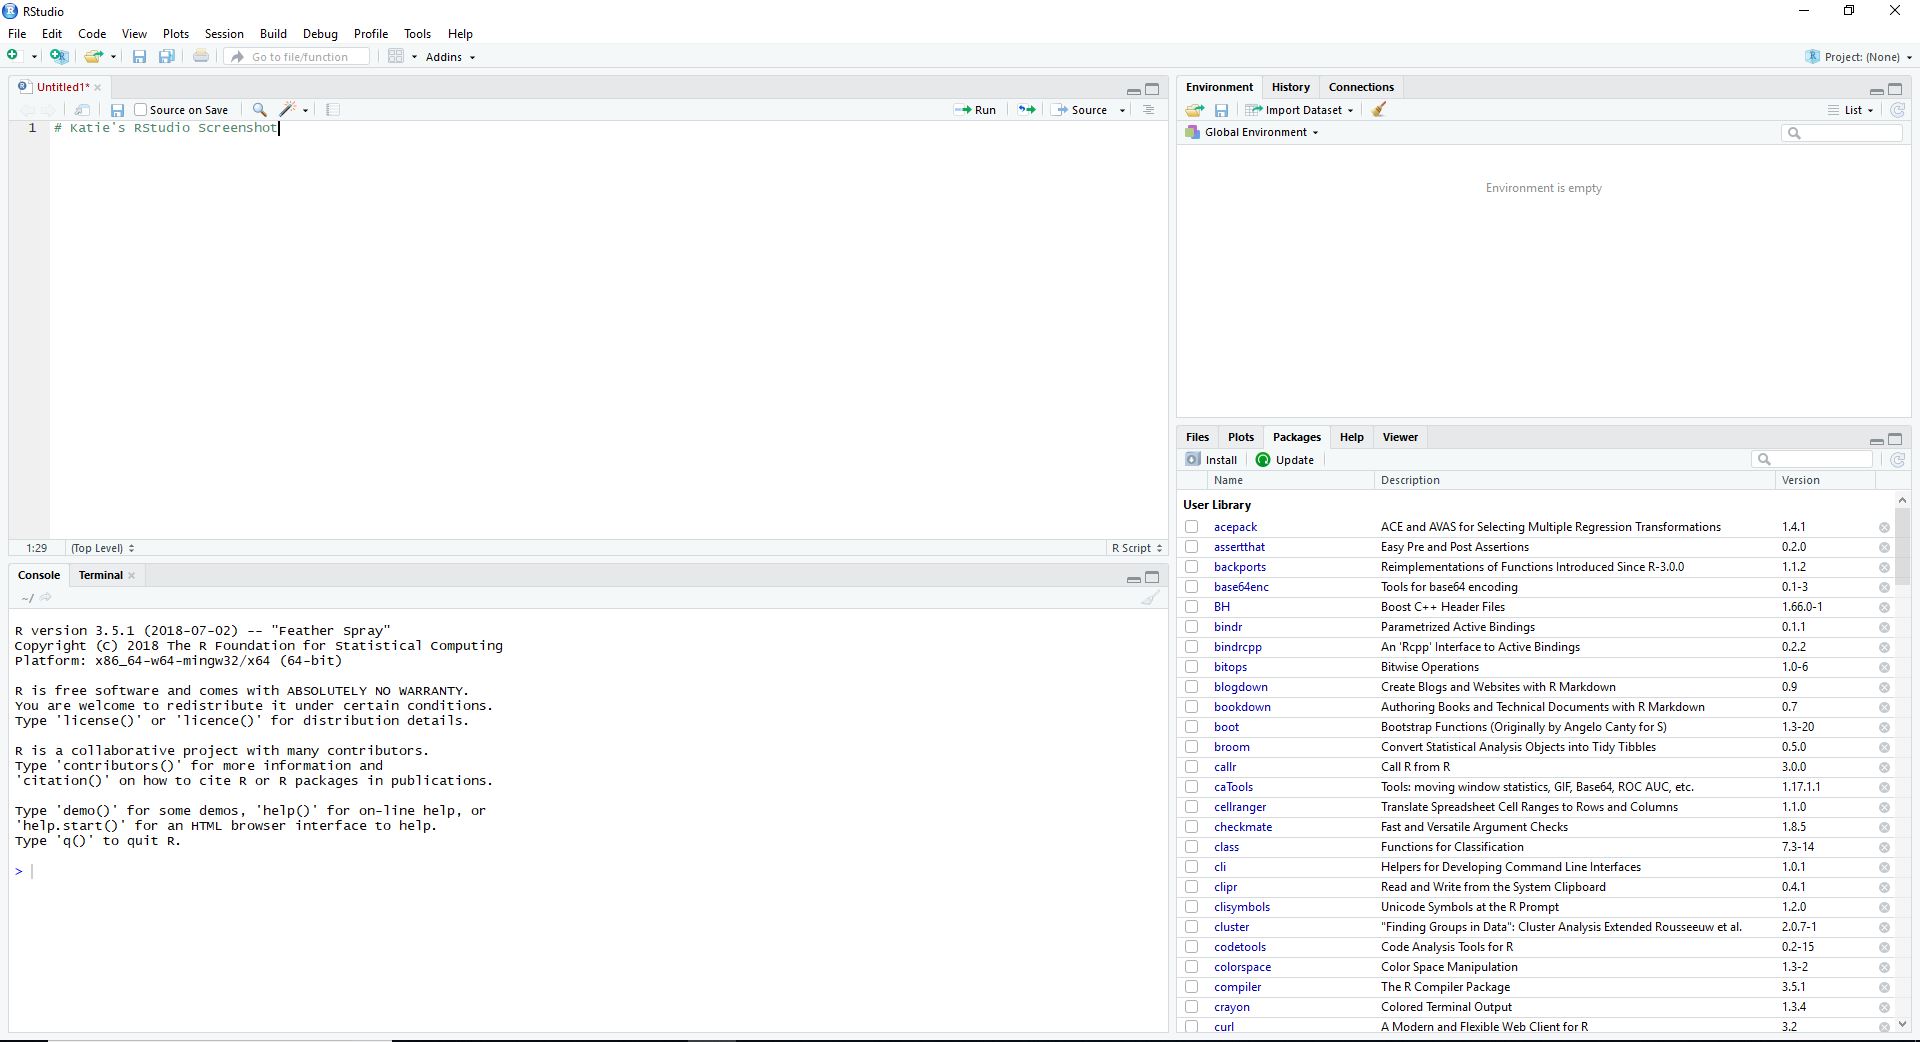 RStudio
File Edit Code View Plots Session Build Debug Profile Tools Help
Go to file/function Addins Project: (None)
Untitled1*
Source on Save Run Source
1 # Katie's RStudio Screenshot
1:29 (Top Level) R Script
Console Terminal
~/
R version 3.5.1 (2018-07-02) -- "Feather Spray"
Copyright (C) 2018 The R Foundation for Statistical Computing
Platform: x86_64-w64-mingw32/x64 (64-bit)
R is free software and comes with ABSOLUTELY NO WARRANTY.
You are welcome to redistribute it under certain conditions.
Type 'license()' or 'licence()' for distribution details.
R is a collaborative project with many contributors.
Type 'contributors()' for more information and
'citation()' on how to cite R or R packages in publications.
Type 'demo()' for some demos, 'help()' for on-line help, or
'help.start()' for an HTML browser interface to help.
Type 'q()' to quit R.
>
Environment History Connections
Import Dataset List
Global Environment
Environment is empty
Files Plots Packages Help Viewer
Install Update
Name Description Version
User Library
acepack ACE and AVAS for Selecting Multiple Regression Transformations 1.4.1
assertthat Easy Pre and Post Assertions 0.2.0
backports Reimplementations of Functions Introduced Since R-3.0.0 1.1.2
base64enc Tools for base64 encoding 0.1-3
BH Boost C++ Header Files 1.66.0-1
bindr Parametrized Active Bindings 0.1.1
bindrcpp An 'Rcpp' Interface to Active Bindings 0.2.2
bitops Bitwise Operations 1.0-6
blogdown Create Blogs and Websites with R Markdown 0.9
bookdown Authoring Books and Technical Documents with R Markdown 0.7
boot Bootstrap Functions (Originally by Angelo Canty for S) 1.3-20
broom Convert Statistical Analysis Objects into Tidy Tibbles 0.5.0
callr Call R from R 3.0.0
caTools Tools: moving window statistics, GIF, Base64, ROC AUC, etc. 1.17.1.1
cellranger Translate Spreadsheet Cell Ranges to Rows and Columns 1.1.0
checkmate Fast and Versatile Argument Checks 1.8.5
class Functions for Classification 7.3-14
cli Helpers for Developing Command Line Interfaces 1.0.1
clipr Read and Write from the System Clipboard 0.4.1
clisymbols Unicode Symbols at the R Prompt 1.2.0
cluster "Finding Groups in Data": Cluster Analysis Extended Rousseeuw et al. 2.0.7-1
codetools Code Analysis Tools for R 0.2-15
colorspace Color Space Manipulation 1.3-2
compiler The R Compiler Package 3.5.1
crayon Colored Terminal Output 1.3.4
curl A Modern and Flexible Web Client for R 3.2